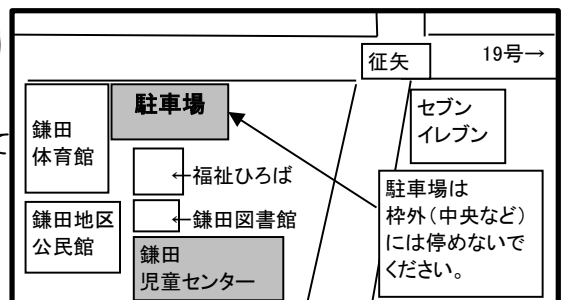 征矢
19号→
駐車場
セブン
イレブン
鎌田
体育館
←福祉ひろば
駐車場は
枠外(中央など)
には停めないで
ください。
鎌田地区
公民館
←鎌田図書館
鎌田
児童センター